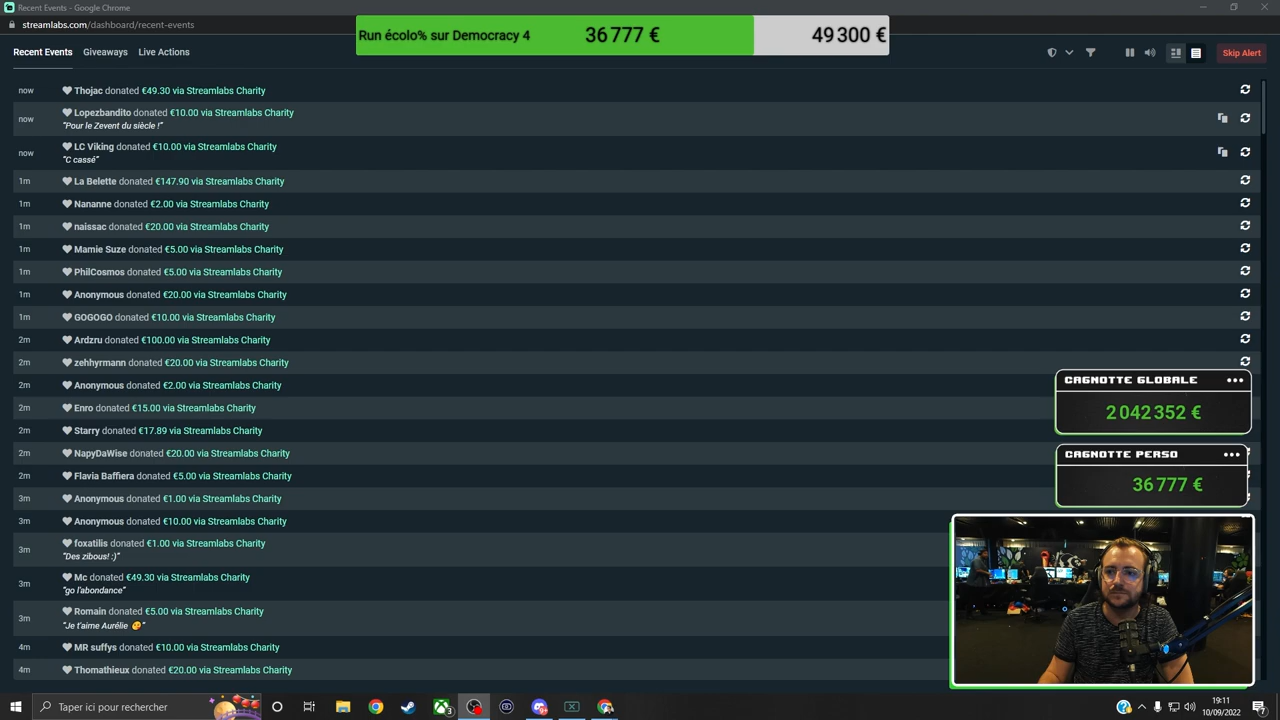 Recent Events - Google Chrome
streamlabs.com/dashboard/recent-events
Run écolo% sur Democracy 4 36 777 € 49 300 €
Recent Events Giveaways Live Actions Skip Alert
now Thojac donated €49.30 via Streamlabs Charity
now Lopezbandito donated €10.00 via Streamlabs Charity
"Pour le Zevent du siècle !"
now LC Viking donated €10.00 via Streamlabs Charity
"C cassé"
1m La Belette donated €147.90 via Streamlabs Charity
1m Nananne donated €2.00 via Streamlabs Charity
1m naissac donated €20.00 via Streamlabs Charity
1m Mamie Suze donated €5.00 via Streamlabs Charity
1m PhilCosmos donated €5.00 via Streamlabs Charity
1m Anonymous donated €20.00 via Streamlabs Charity
1m GOGOGO donated €10.00 via Streamlabs Charity
2m Ardzru donated €100.00 via Streamlabs Charity
2m zehhyrmann donated €20.00 via Streamlabs Charity
2m Anonymous donated €2.00 via Streamlabs Charity
2m Enro donated €15.00 via Streamlabs Charity
2m Starry donated €17.89 via Streamlabs Charity
2m NapyDaWise donated €20.00 via Streamlabs Charity
2m Flavia Baffiera donated €5.00 via Streamlabs Charity
3m Anonymous donated €1.00 via Streamlabs Charity
3m Anonymous donated €10.00 via Streamlabs Charity
3m foxatilis donated €1.00 via Streamlabs Charity
"Des zibous! :)"
3m Mc donated €49.30 via Streamlabs Charity
"go l'abondance"
3m Romain donated €5.00 via Streamlabs Charity
"Je t'aime Aurélie 😘"
4m MR suffys donated €10.00 via Streamlabs Charity
4m Thomathieux donated €20.00 via Streamlabs Charity
CAGNOTTE GLOBALE
2 042 352 €
CAGNOTTE PERSO
36 777 €
Taper ici pour rechercher
19:11
10/09/2022